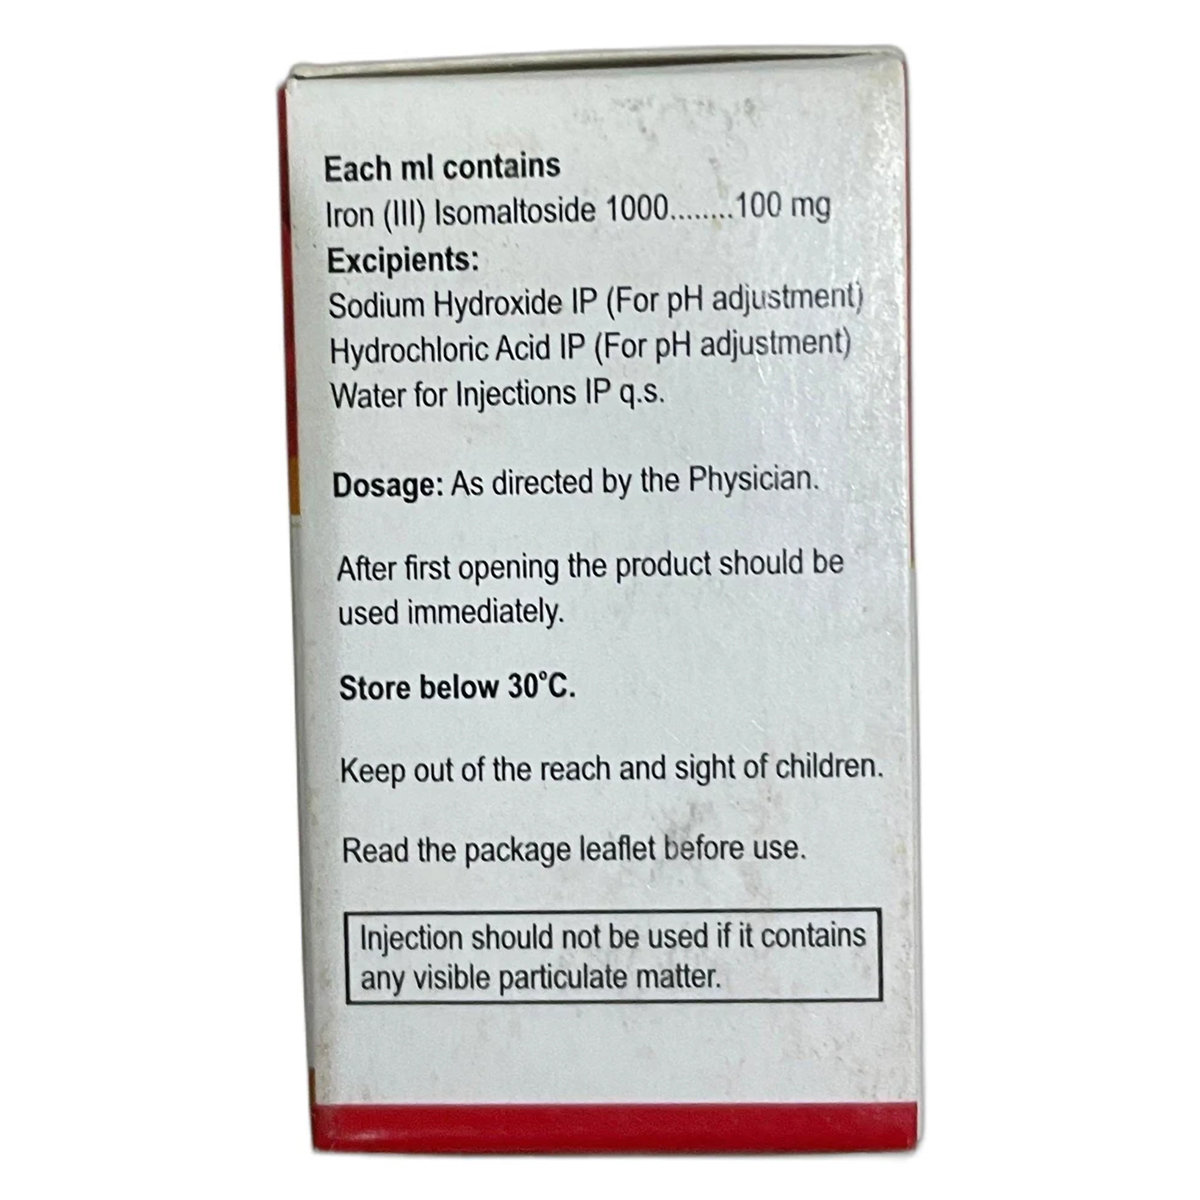 Each ml contains
Iron (III) Isomaltoside 1000........100 mg
Excipients:
Sodium Hydroxide IP (For pH adjustment)
Hydrochloric Acid IP (For pH adjustment)
Water for Injections IP q.s.
Dosage: As directed by the Physician.
After first opening the product should be
used immediately.
Store below 30°C.
Keep out of the reach and sight of children.
Read the package leaflet before use.
Injection should not be used if it contains
any visible particulate matter.